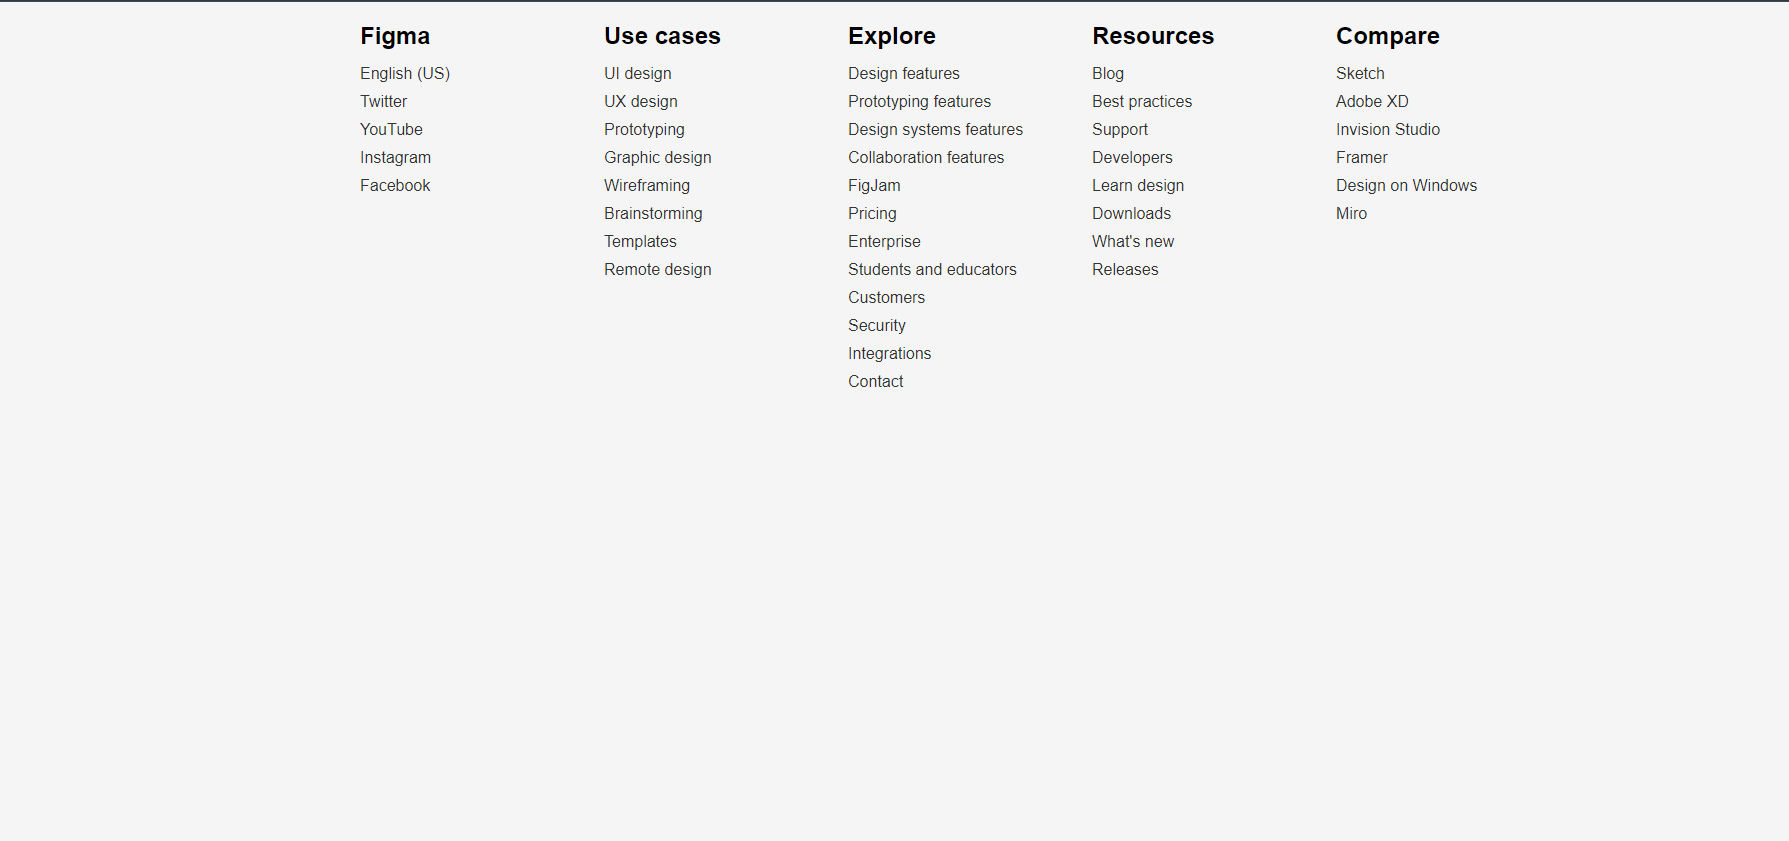 Figma
English (US)
Twitter
YouTube
Instagram
Facebook
Use cases
UI design
UX design
Prototyping
Graphic design
Wireframing
Brainstorming
Templates
Remote design
Explore
Design features
Prototyping features
Design systems features
Collaboration features
FigJam
Pricing
Enterprise
Students and educators
Customers
Security
Integrations
Contact
Resources
Blog
Best practices
Support
Developers
Learn design
Downloads
What's new
Releases
Compare
Sketch
Adobe XD
Invision Studio
Framer
Design on Windows
Miro